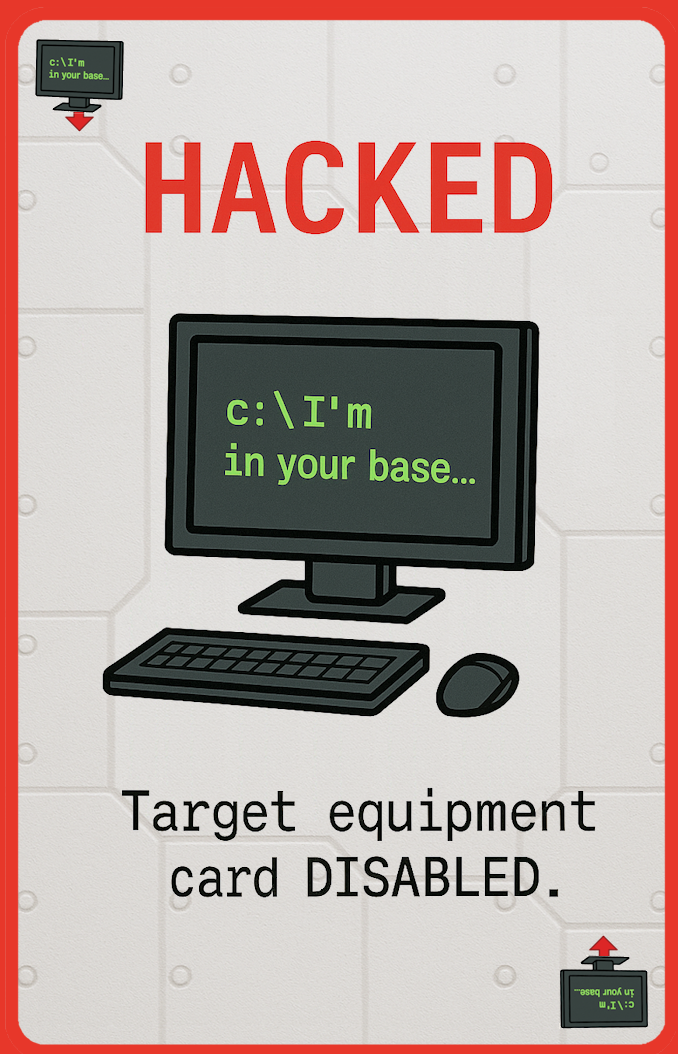 c:\I'm
in your base...
HACKED
c:\I'm
in your base...
Target equipment
card DISABLED.
c:\I'm
in your base...